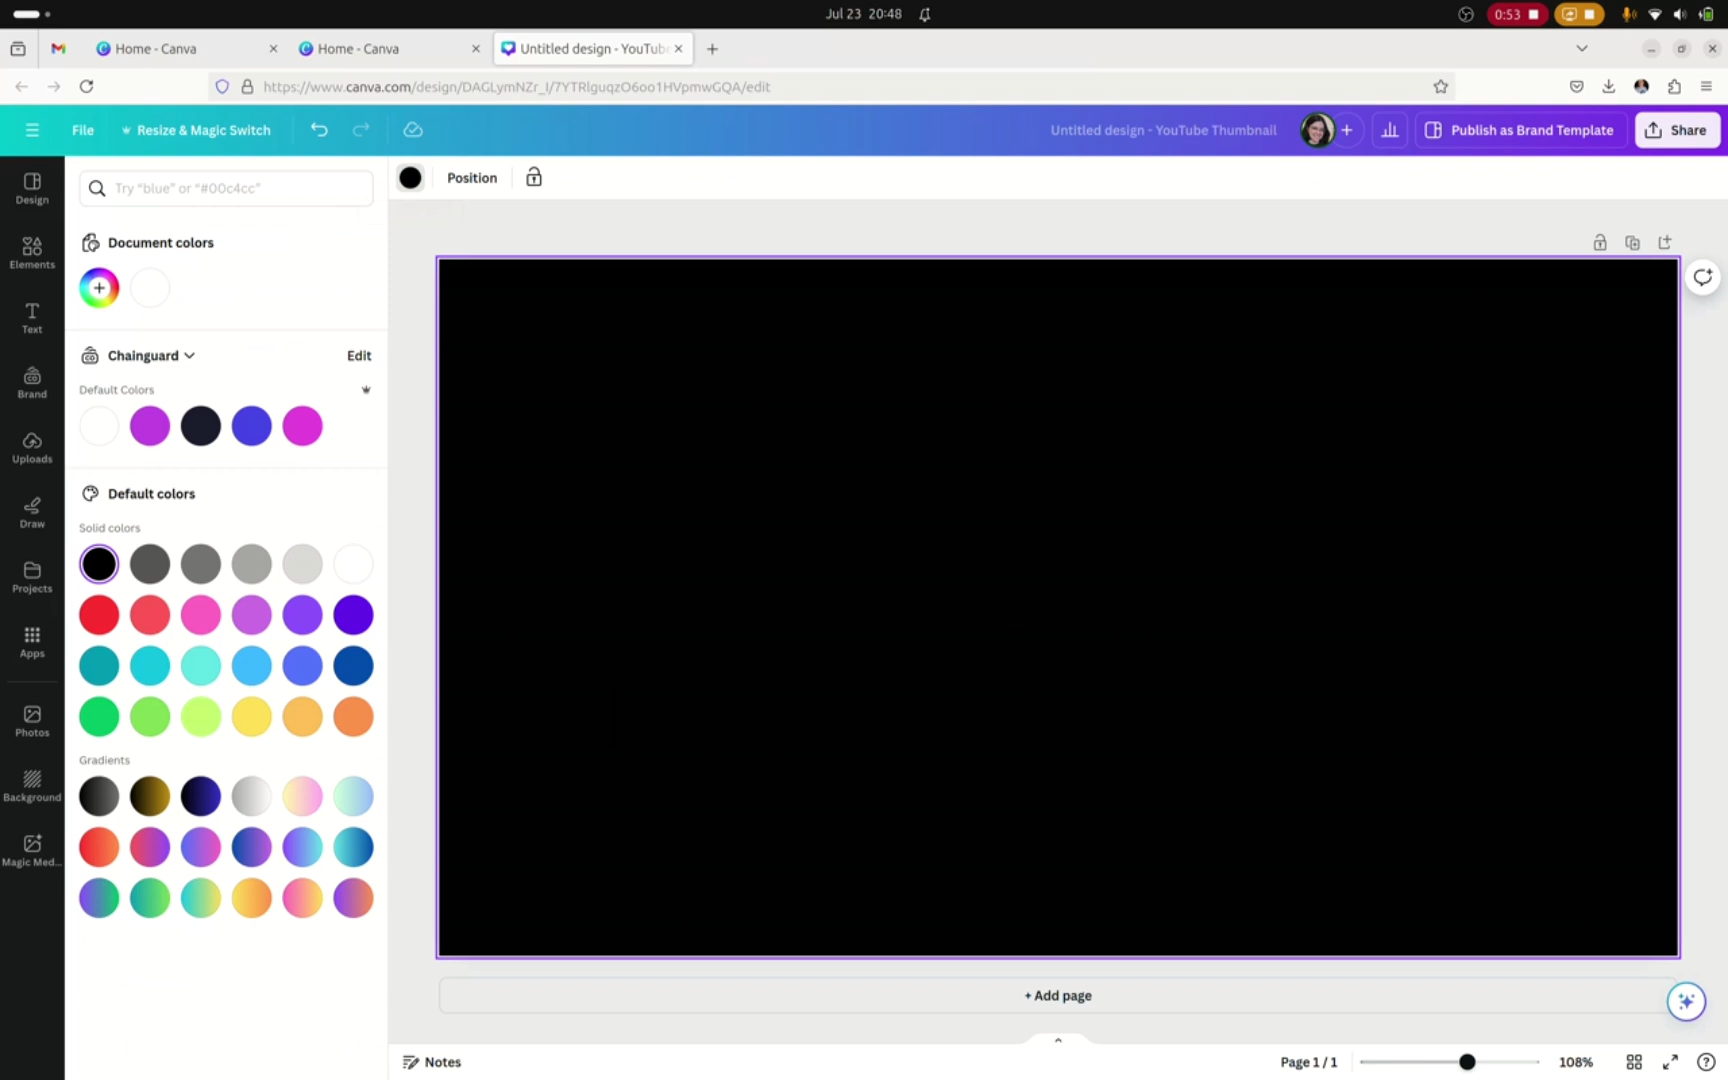 Jul 23 20:48
0:53
Home - Canva
Home - Canva
Untitled design - YouTube
https://www.canva.com/design/DAGLymNZr_I/7YTRlguqzO6oo1HVpmwGQA/edit
File
Resize & Magic Switch
Untitled design - YouTube Thumbnail
Publish as Brand Template
Share
Design
Elements
Text
Brand
Uploads
Draw
Projects
Apps
Photos
Background
Magic Med...
Try “blue” or “#00c4cc”
Document colors
Chainguard
Edit
Default Colors
Default colors
Solid colors
Gradients
Position
+ Add page
Notes
Page 1 / 1
108%